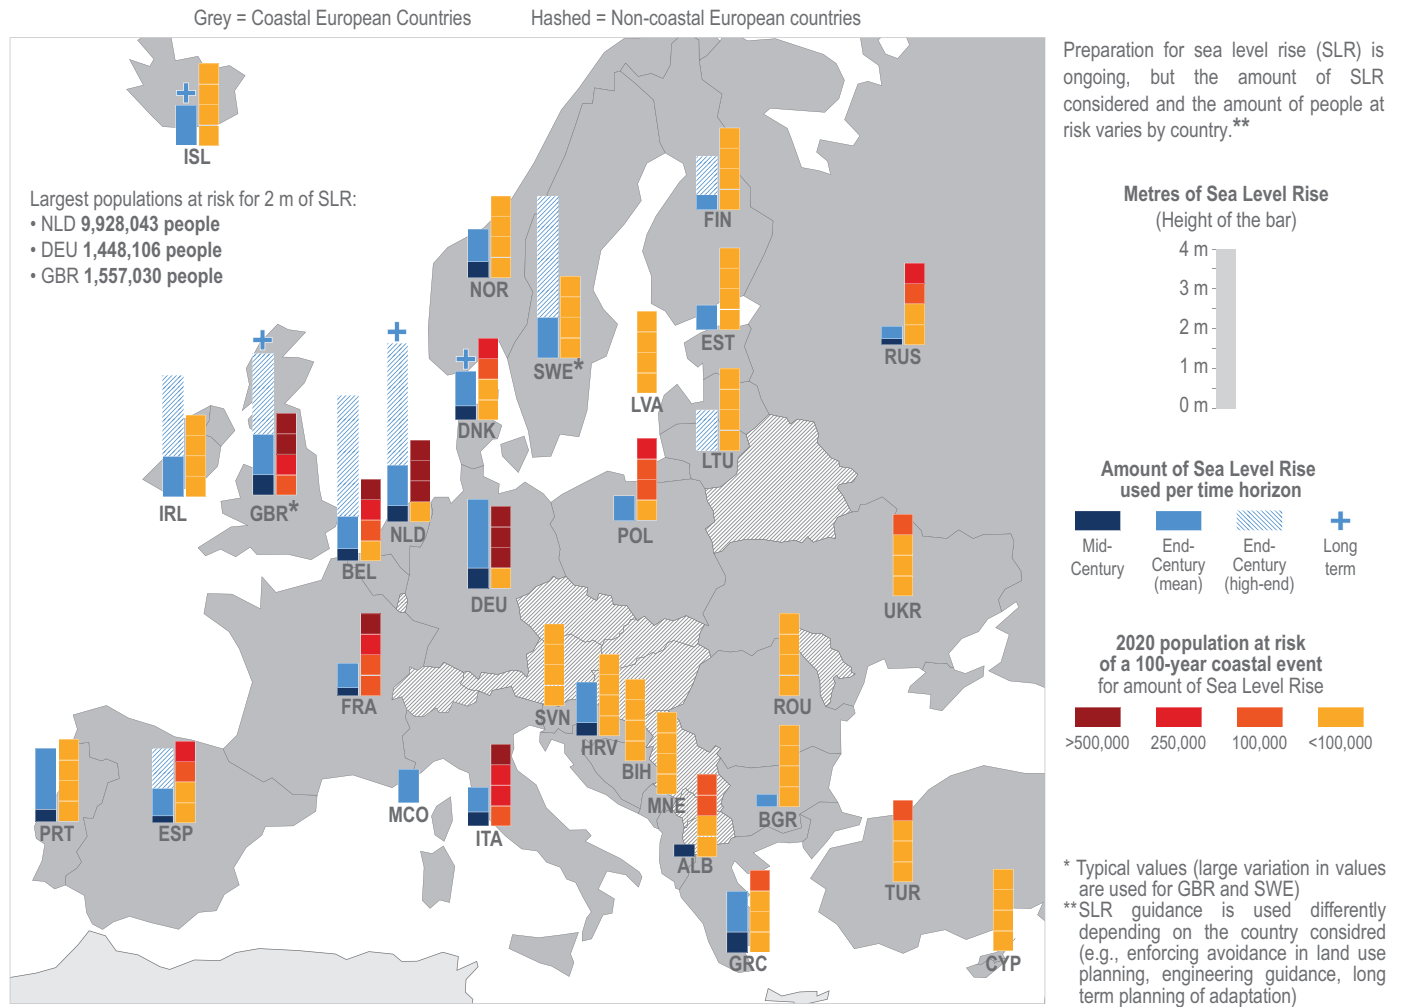 Grey = Coastal European Countries
Hashed = Non-coastal European countries
Preparation for sea level rise (SLR) is
ongoing, but the amount of SLR
considered and the amount of people at
risk varies by country.**
ISL
Largest populations at risk for 2 m of SLR:
• NLD 9,928,043 people
• DEU 1,448,106 people
• GBR 1,557,030 people
Metres of Sea Level Rise
(Height of the bar)
4 m
3 m
2 m
1 m
0 m
FIN
NOR
EST
RUS
SWE*
LVA
DNK
LTU
IRL
GBR*
NLD
POL
BEL
DEU
UKR
Amount of Sea Level Rise
used per time horizon
Mid-
Century
End-
Century
(mean)
End-
Century
(high-end)
Long
term
2020 population at risk
of a 100-year coastal event
for amount of Sea Level Rise
>500,000
250,000
100,000
<100,000
FRA
SVN
ROU
HRV
BIH
MNE
MCO
BGR
PRT
ESP
ITA
ALB
TUR
GRC
CYP
* Typical values (large variation in values
are used for GBR and SWE)
**SLR guidance is used differently
depending on the country considred
(e.g., enforcing avoidance in land use
planning, engineering guidance, long
term planning of adaptation)